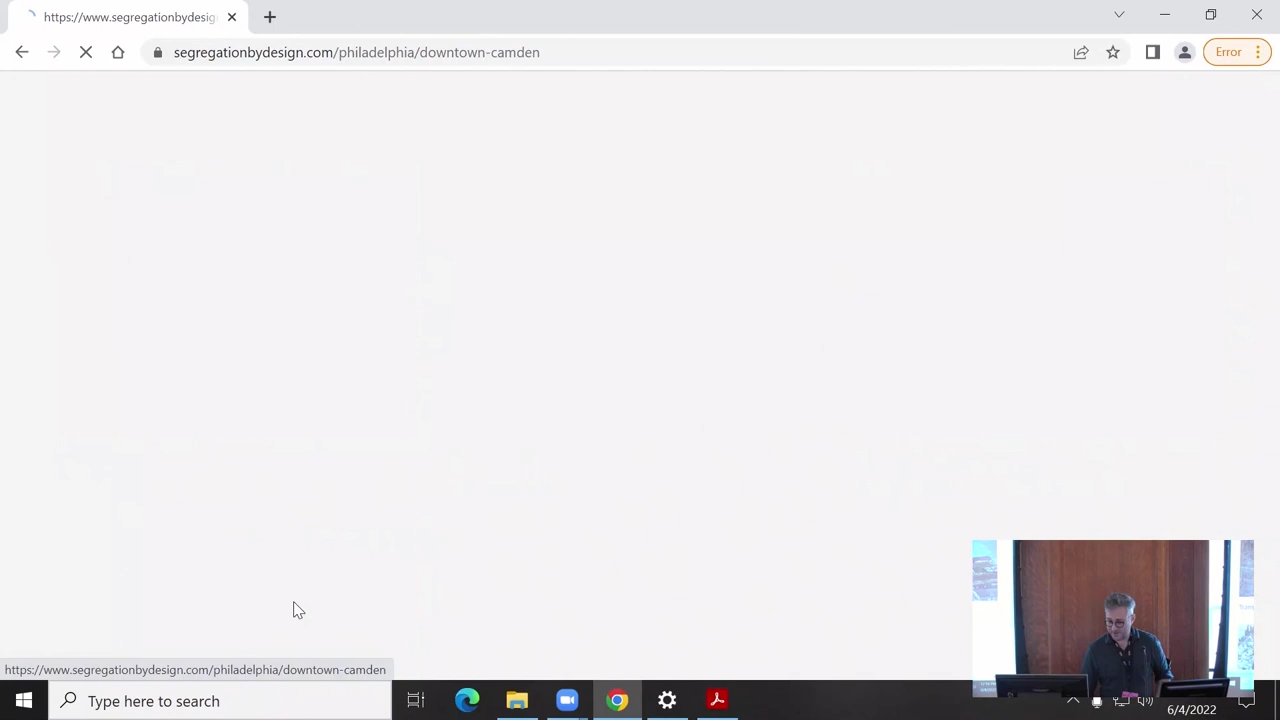 https://www.segregationbydesig
segregationbydesign.com/philadelphia/downtown-camden
Error
https://www.segregationbydesign.com/philadelphia/downtown-camden
Type here to search
6/4/2022